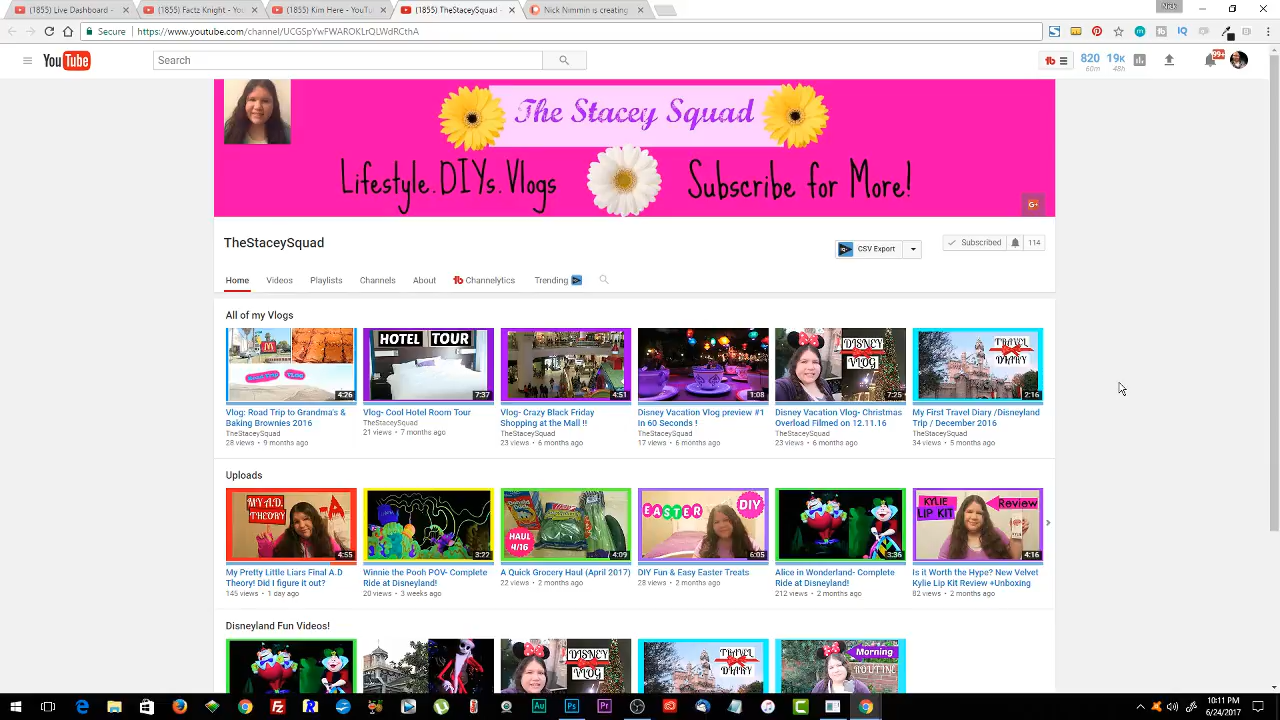 (1855) Live Dashboard
(1855) Factz Knight - You
(1855) Kim Here - YouTu
(1855) TheStaceySquad
Nick Nimmin is creating
Secure
Search
YouTube
820
60m
19K
48h
99+
The Stacey Squad
Lifestyle.DIYs.Vlogs
Subscribe for More!
G+
TheStaceySquad
CSV Export
Subscribed
114
Home
Videos
Playlists
Channels
About
tb Channelytics
Trending
All of my Vlogs
4:26
HOTEL TOUR
7:37
4:51
1:08
DISNEY
VLOG
7:25
TRAVEL
DIARY
2:16
Vlog: Road Trip to Grandma's &
Baking Brownies 2016
TheStaceySquad
28 views • 9 months ago
Vlog- Cool Hotel Room Tour
TheStaceySquad
21 views • 7 months ago
Vlog- Crazy Black Friday
Shopping at the Mall !!
TheStaceySquad
23 views • 6 months ago
Disney Vacation Vlog preview #1
in 60 Seconds !
TheStaceySquad
17 views • 6 months ago
Disney Vacation Vlog- Christmas
Overload Filmed on 12.11.16
TheStaceySquad
23 views • 6 months ago
My First Travel Diary /Disneyland
Trip / December 2016
TheStaceySquad
34 views • 5 months ago
Uploads
MY A.D.
THEORY
4:55
3:22
HAUL
4/16
4:09
EASTER
DIY
6:05
3:36
KYLIE
LIP KIT
Review
4:16
My Pretty Little Liars Final A.D
Theory! Did I figure it out?
145 views • 1 day ago
Winnie the Pooh POV- Complete
Ride at Disneyland!
20 views • 3 weeks ago
A Quick Grocery Haul (April 2017)
22 views • 2 months ago
DIY Fun & Easy Easter Treats
28 views • 2 months ago
Alice in Wonderland- Complete
Ride at Disneyland!
212 views • 2 months ago
Is it Worth the Hype? New Velvet
Kylie Lip Kit Review +Unboxing
82 views • 2 months ago
Disneyland Fun Videos!
DISNEY
VLOG
TRAVEL
DIARY
Morning
ROUTINE
10:11 PM
6/24/2017